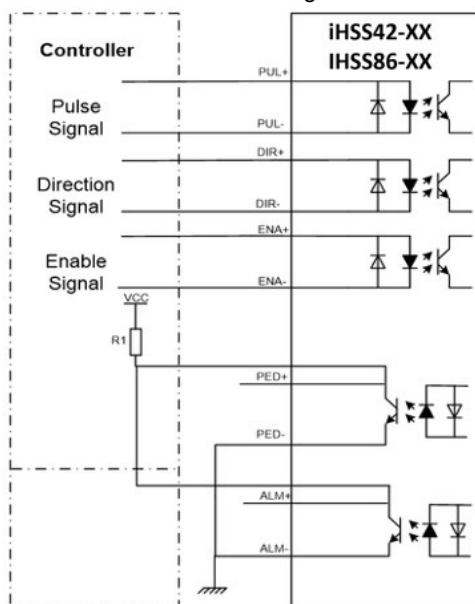 Controller
iHSS42-XX
IHSS86-XX
PUL+
Pulse
Signal
PUL-
DIR+
Direction
Signal
DIR-
ENA+
Enable
Signal
ENA-
VCC
R1
PED+
PED-
ALM+
ALM-